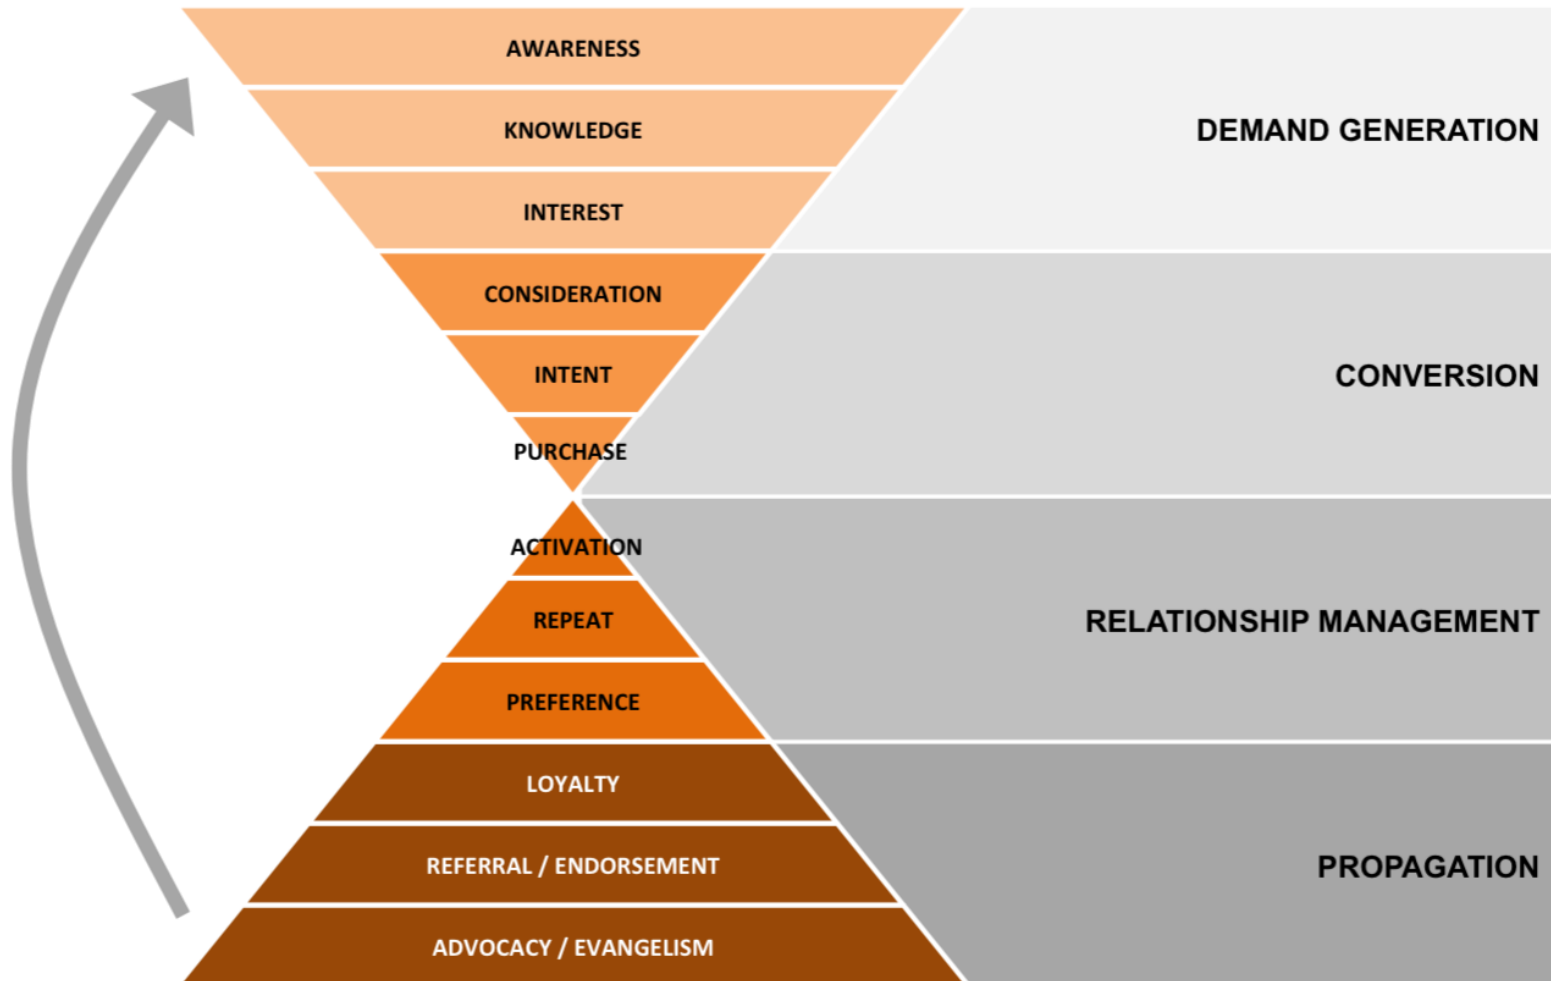 AWARENESS
KNOWLEDGE
INTEREST
DEMAND GENERATION
CONSIDERATION
INTENT
PURCHASE
CONVERSION
ACTIVATION
REPEAT
PREFERENCE
RELATIONSHIP MANAGEMENT
LOYALTY
REFERRAL / ENDORSEMENT
ADVOCACY / EVANGELISM
PROPAGATION